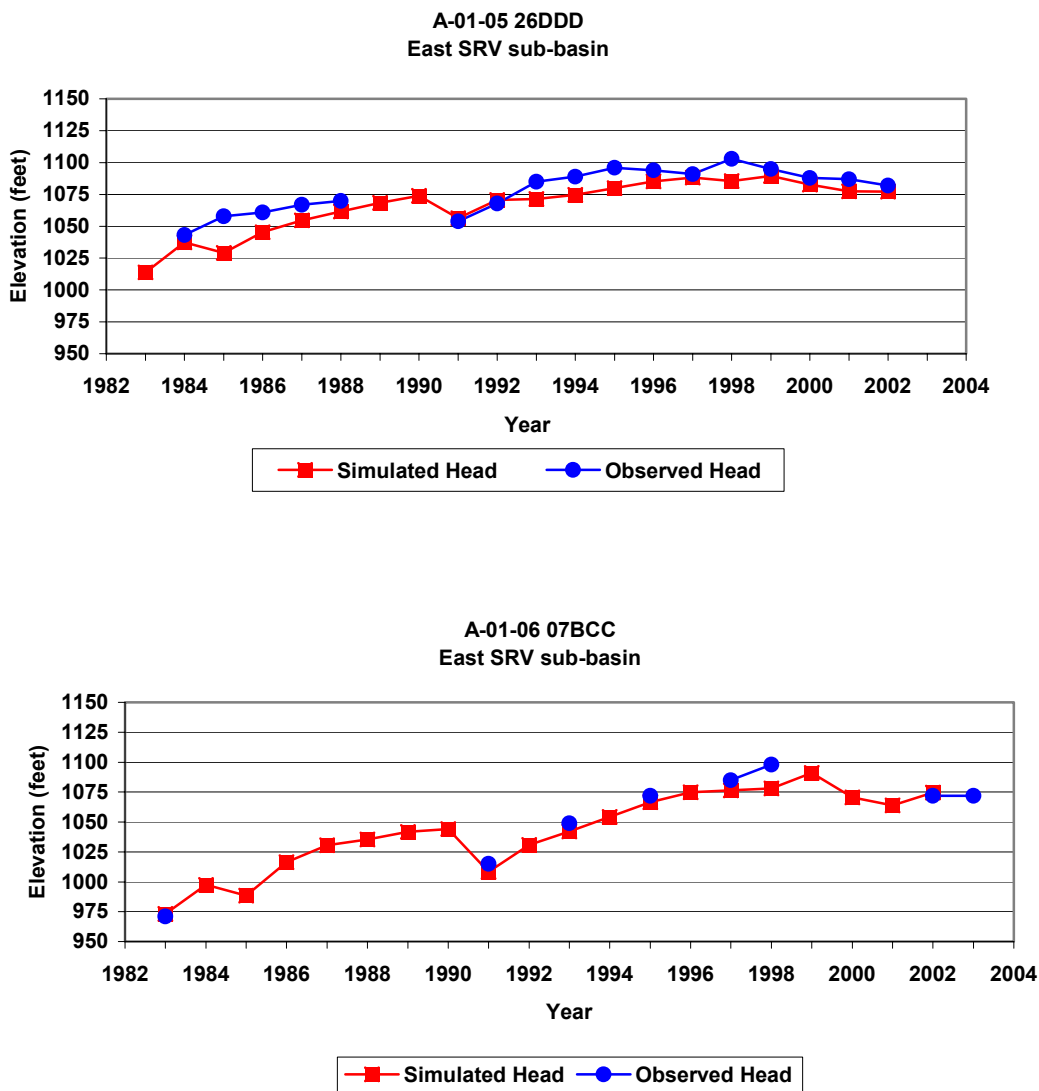 A-01-05 26DDD
East SRV sub-basin
Elevation (feet)
1150
1125
1100
1075
1050
1025
1000
975
950
1982 1984 1986 1988 1990 1992 1994 1996 1998 2000 2002 2004
Year
Simulated Head Observed Head
A-01-06 07BCC
East SRV sub-basin
Elevation (feet)
1150
1125
1100
1075
1050
1025
1000
975
950
1982 1984 1986 1988 1990 1992 1994 1996 1998 2000 2002 2004
Year
Simulated Head Observed Head